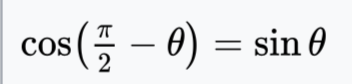 cos(π/2 − θ) = sin θ